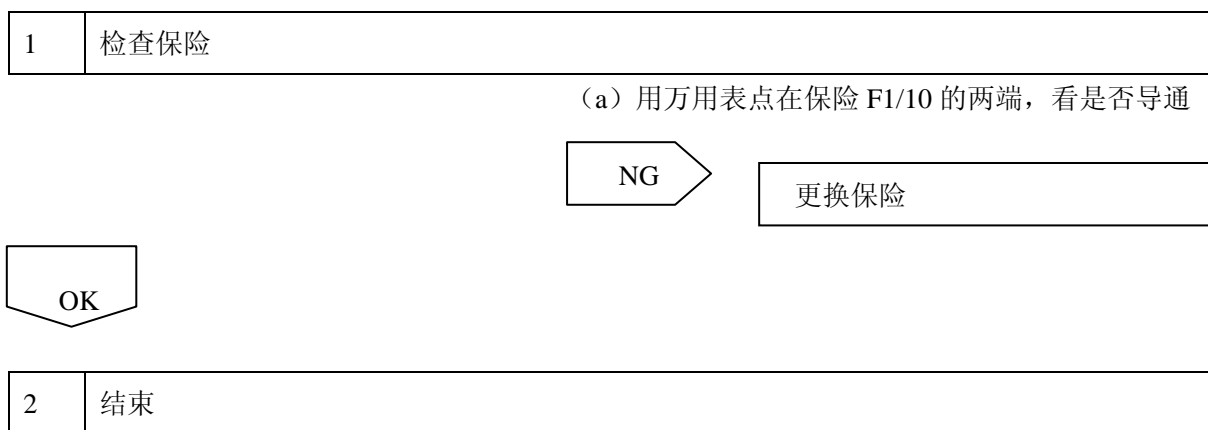 1 检查保险
（a）用万用表点在保险 F1/10 的两端，看是否导通
NG
更换保险
OK
2 结束